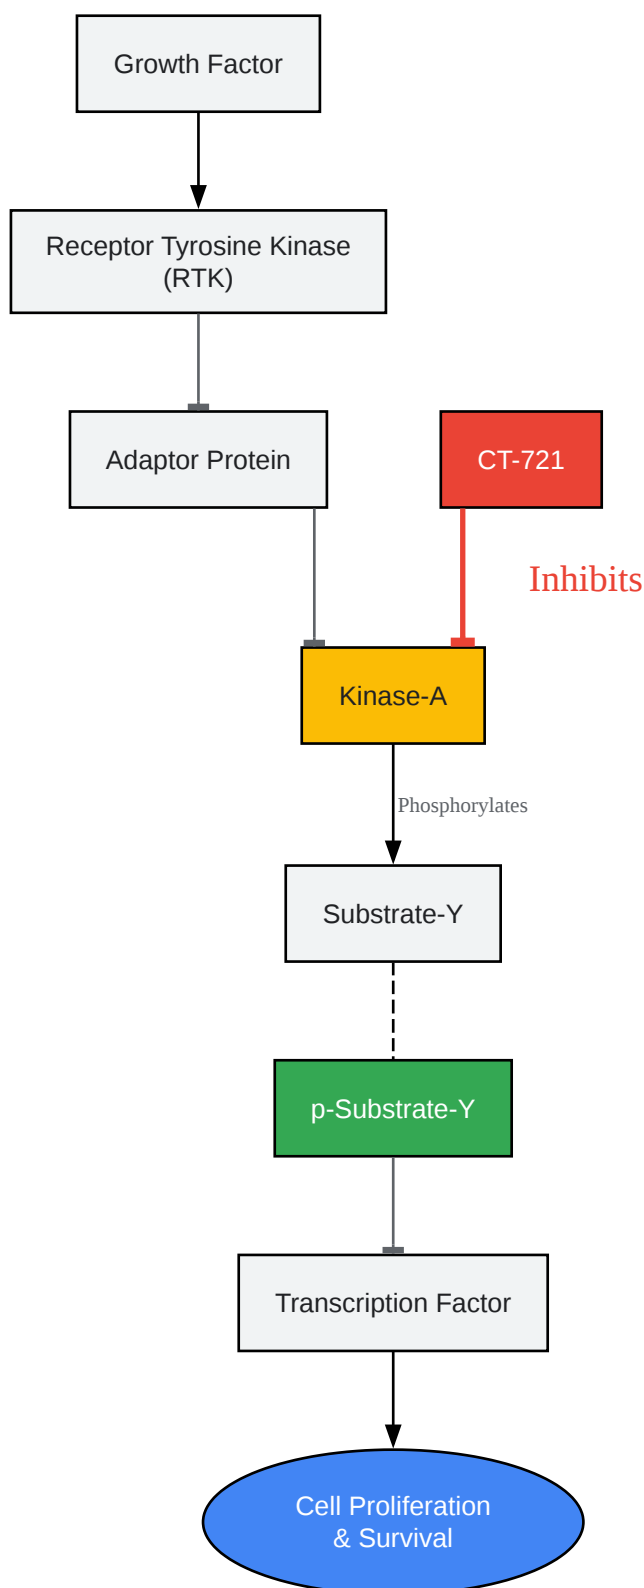 Growth Factor
Receptor Tyrosine Kinase
(RTK)
Adaptor Protein
CT-721
Inhibits
Kinase-A
Phosphorylates
Substrate-Y
p-Substrate-Y
Transcription Factor
Cell Proliferation
& Survival